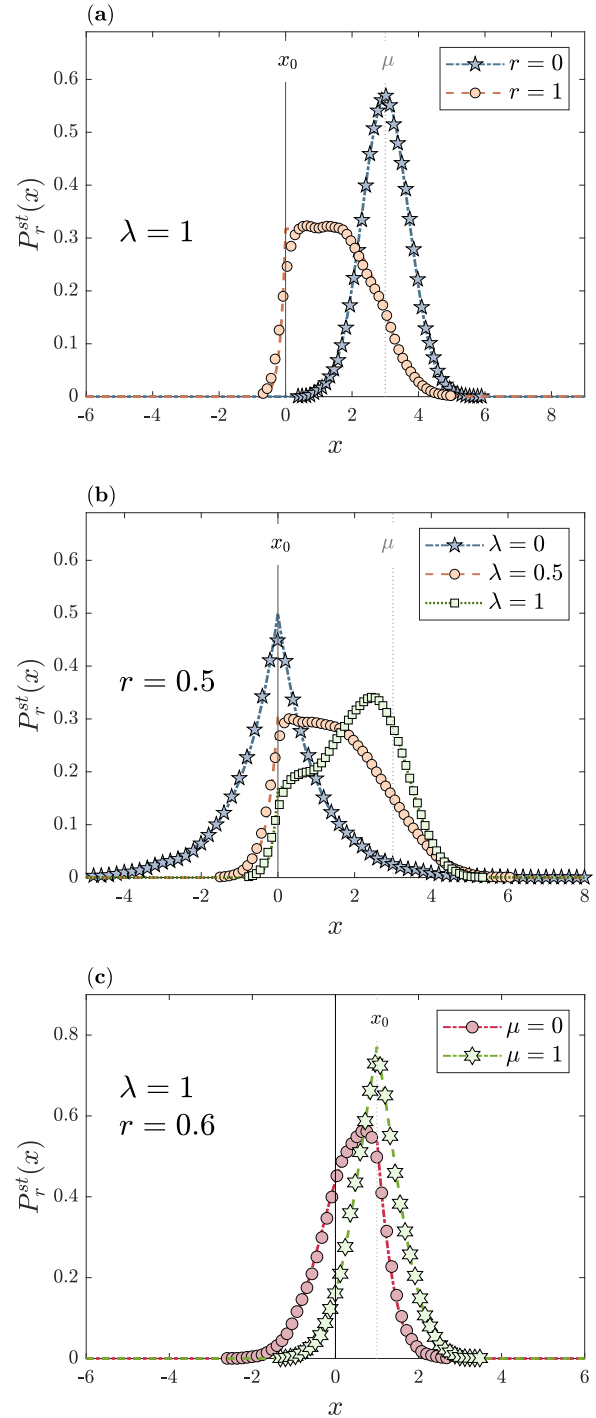 (a)
P_r^{st}(x)
0.6
0.5
0.4
0.3
0.2
0.1
0
x_0
μ
r = 0
r = 1
λ = 1
-6 -4 -2 0 2 4 6 8
x
(b)
P_r^{st}(x)
0.6
0.5
0.4
0.3
0.2
0.1
0
x_0
μ
λ = 0
λ = 0.5
λ = 1
r = 0.5
-4 -2 0 2 4 6 8
x
(c)
P_r^{st}(x)
0.8
0.6
0.4
0.2
0
x_0
μ = 0
μ = 1
λ = 1
r = 0.6
-6 -4 -2 0 2 4 6
x